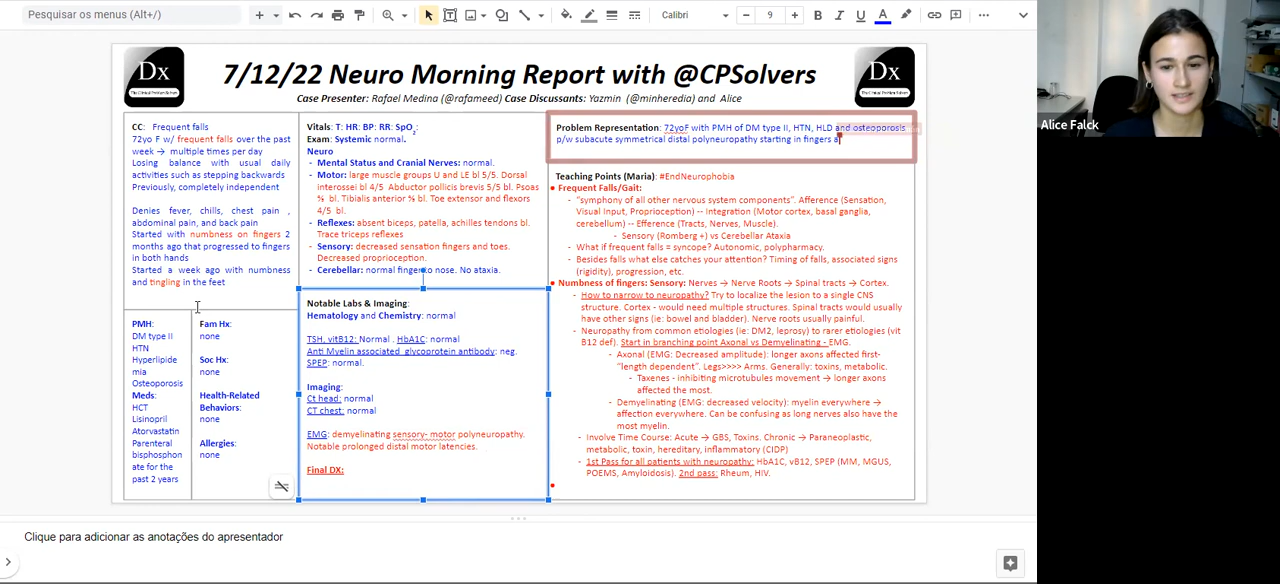 Pesquisar os menus (Alt+/)
Calibri
9
Dx
7/12/22 Neuro Morning Report with @CPSolvers
Case Presenter: Rafael Medina (@rafameed) Case Discussants: Yazmin (@minheredia) and Alice
Dx
CC: Frequent falls
72yo F w/ frequent falls over the past
week → multiple times per day
Losing balance with usual daily
activities such as stepping backwards
Previously, completely independent
Denies fever, chills, chest pain ,
abdominal pain, and back pain
Started with numbness on fingers 2
months ago that progressed to fingers
in both hands
Started a week ago with numbness
and tingling in the feet
PMH:
DM type II
HTN
Hyperlipide
mia
Osteoporosis
Meds:
HCT
Lisinopril
Atorvastatin
Parenteral
bisphosphon
ate for the
past 2 years
Fam Hx:
none
Soc Hx:
none
Health-Related
Behaviors:
none
Allergies:
none
Vitals: T: HR: BP: RR: SpO2:
Exam: Systemic normal.
Neuro
Mental Status and Cranial Nerves: normal.
Motor: large muscle groups U and LE bl 5/5. Dorsal
interossei bl 4/5 Abductor pollicis brevis 5/5 bl. Psoas
bl. Tibialis anterior bl. Toe extensor and flexors
4/5 bl.
Reflexes: absent biceps, patella, achilles tendons bl.
Trace triceps reflexes
Sensory: decreased sensation fingers and toes.
Decreased proprioception.
Cerebellar: normal finger to nose. No ataxia.
Notable Labs & Imaging:
Hematology and Chemistry: normal
TSH, vitB12: Normal . HbA1C: normal
Anti Myelin associated glycoprotein antibody: neg.
SPEP: normal.
Imaging:
Ct head: normal
CT chest: normal
EMG: demyelinating sensory- motor polyneuropathy.
Notable prolonged distal motor latencies.
Final DX:
Problem Representation: 72yoF with PMH of DM type II, HTN, HLD and osteoporosis
p/w subacute symmetrical distal polyneuropathy starting in fingers a
Teaching Points (Maria): #EndNeurophobia
Frequent Falls/Gait:
- "symphony of all other nervous system components". Afference (Sensation,
Visual Input, Proprioception) -- Integration (Motor cortex, basal ganglia,
cerebellum) -- Efference (Tracts, Nerves, Muscle).
- Sensory (Romberg +) vs Cerebellar Ataxia
- What if frequent falls = syncope? Autonomic, polypharmacy.
- Besides falls what else catches your attention? Timing of falls, associated signs
(rigidity), progression, etc.
Numbness of fingers: Sensory: Nerves → Nerve Roots → Spinal tracts → Cortex.
- How to narrow to neuropathy? Try to localize the lesion to a single CNS
structure. Cortex - would need multiple structures. Spinal tracts would usually
have other signs (ie: bowel and bladder). Nerve roots usually painful.
- Neuropathy from common etiologies (ie: DM2, leprosy) to rarer etiologies (vit
B12 def). Start in branching point Axonal vs Demyelinating - EMG.
- Axonal (EMG: Decreased amplitude): longer axons affected first-
"length dependent". Legs>>>> Arms. Generally: toxins, metabolic.
- Taxenes - inhibiting microtubules movement → longer axons
affected the most.
- Demyelinating (EMG: decreased velocity): myelin everywhere →
affection everywhere. Can be confusing as long nerves also have the
most myelin.
- Involve Time Course: Acute → GBS, Toxins. Chronic → Paraneoplastic,
metabolic, toxin, hereditary, inflammatory (CIDP)
- 1st Pass for all patients with neuropathy: HbA1C, vB12, SPEP (MM, MGUS,
POEMS, Amyloidosis). 2nd pass: Rheum, HIV.
Clique para adicionar as anotações do apresentador
Alice Falck